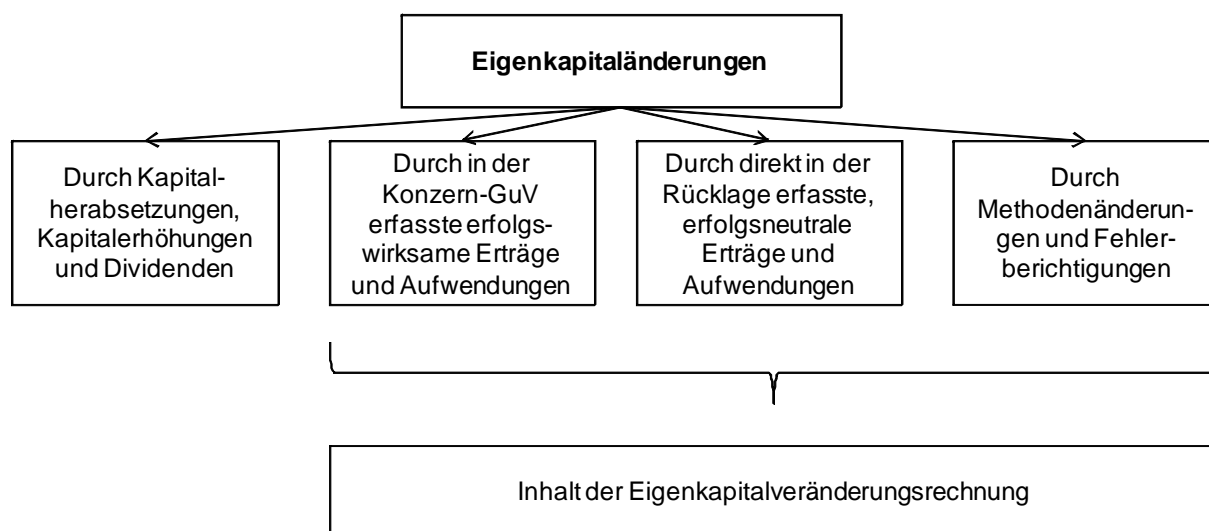 Eigenkapitaländerungen
Durch Kapital-
herabsetzungen,
Kapitalerhöhungen
und Dividenden
Durch in der
Konzern-GuV
erfasste erfolgs-
wirksame Erträge
und Aufwendungen
Durch direkt in der
Rücklage erfasste,
erfolgsneutrale
Erträge und
Aufwendungen
Durch
Methodenänderun-
gen und Fehler-
berichtigungen
Inhalt der Eigenkapitalveränderungsrechnung